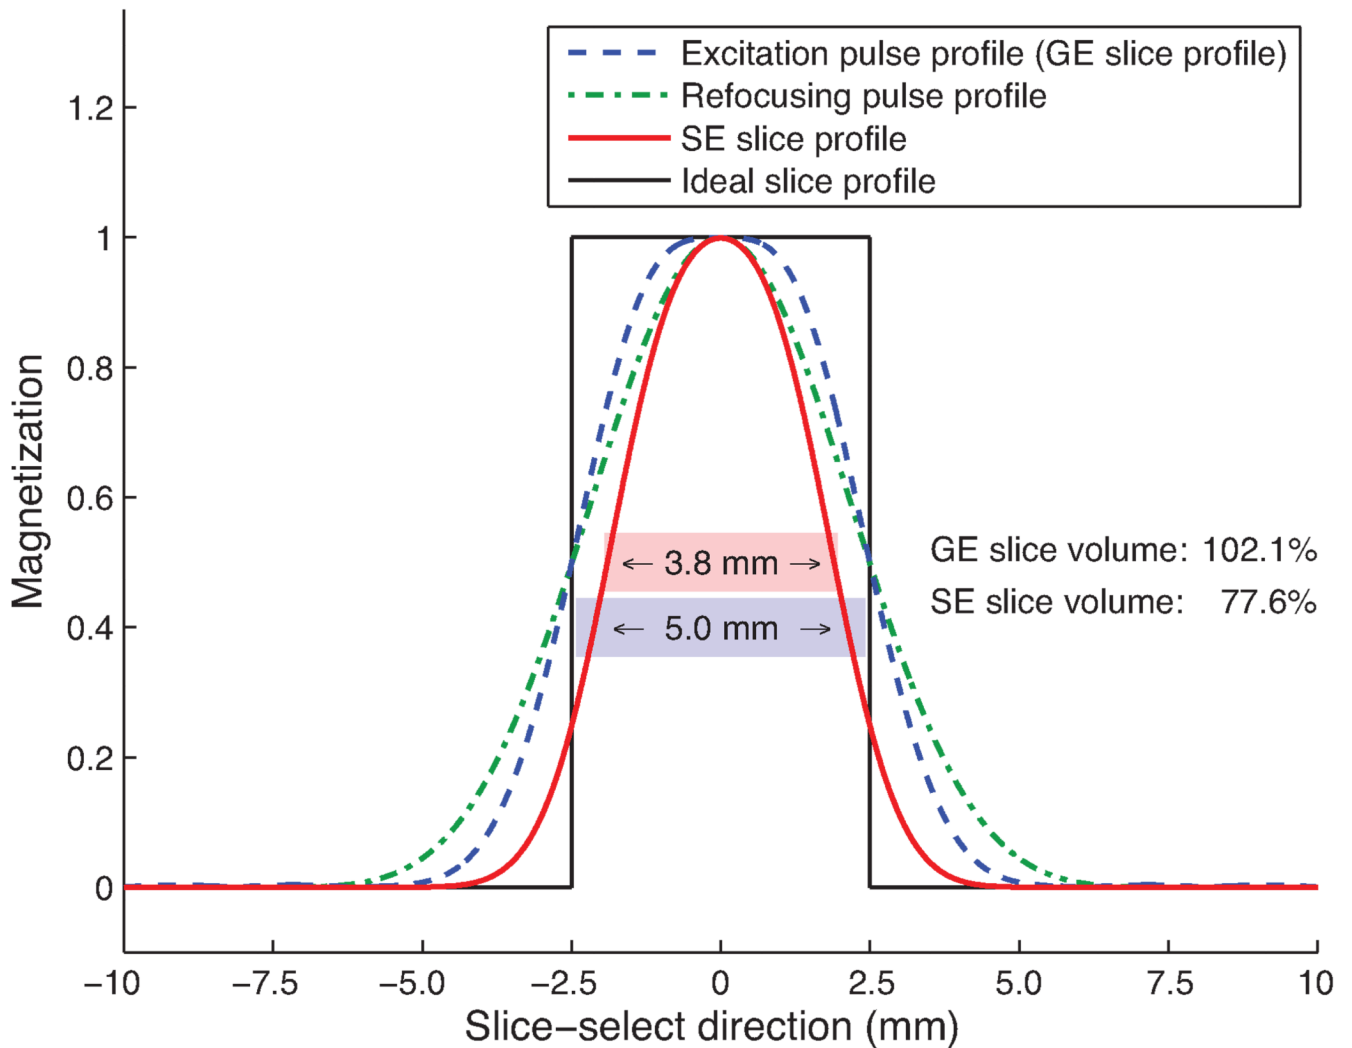 Excitation pulse profile (GE slice profile)
Refocusing pulse profile
SE slice profile
Ideal slice profile
1.2
1
0.8
0.6
0.4
0.2
0
Magnetization
← 3.8 mm →
← 5.0 mm →
GE slice volume: 102.1%
SE slice volume: 77.6%
−10 −7.5 −5.0 −2.5 0 2.5 5.0 7.5 10
Slice−select direction (mm)